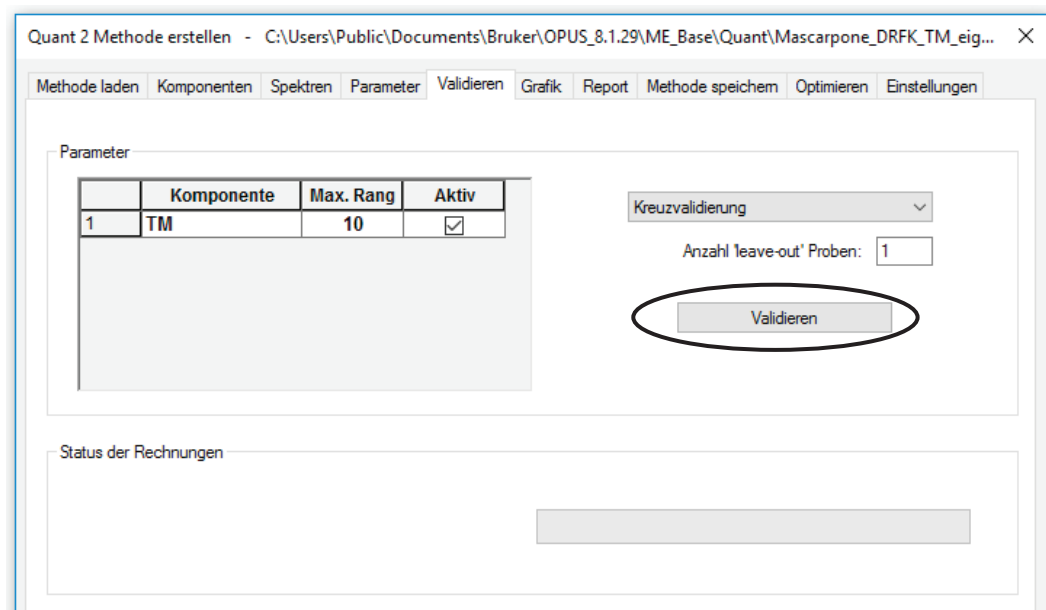 Quant 2 Methode erstellen - C:\Users\Public\Documents\Bruker\OPUS_8.1.29\ME_Base\Quant\Mascarpone_DRFK_TM_eig...
Methode laden Komponenten Spektren Parameter Validieren Grafik Report Methode speichern Optimieren Einstellungen
Parameter
Komponente Max. Rang Aktiv
1 TM 10
Kreuzvalidierung
Anzahl 'leave-out' Proben: 1
Validieren
Status der Rechnungen